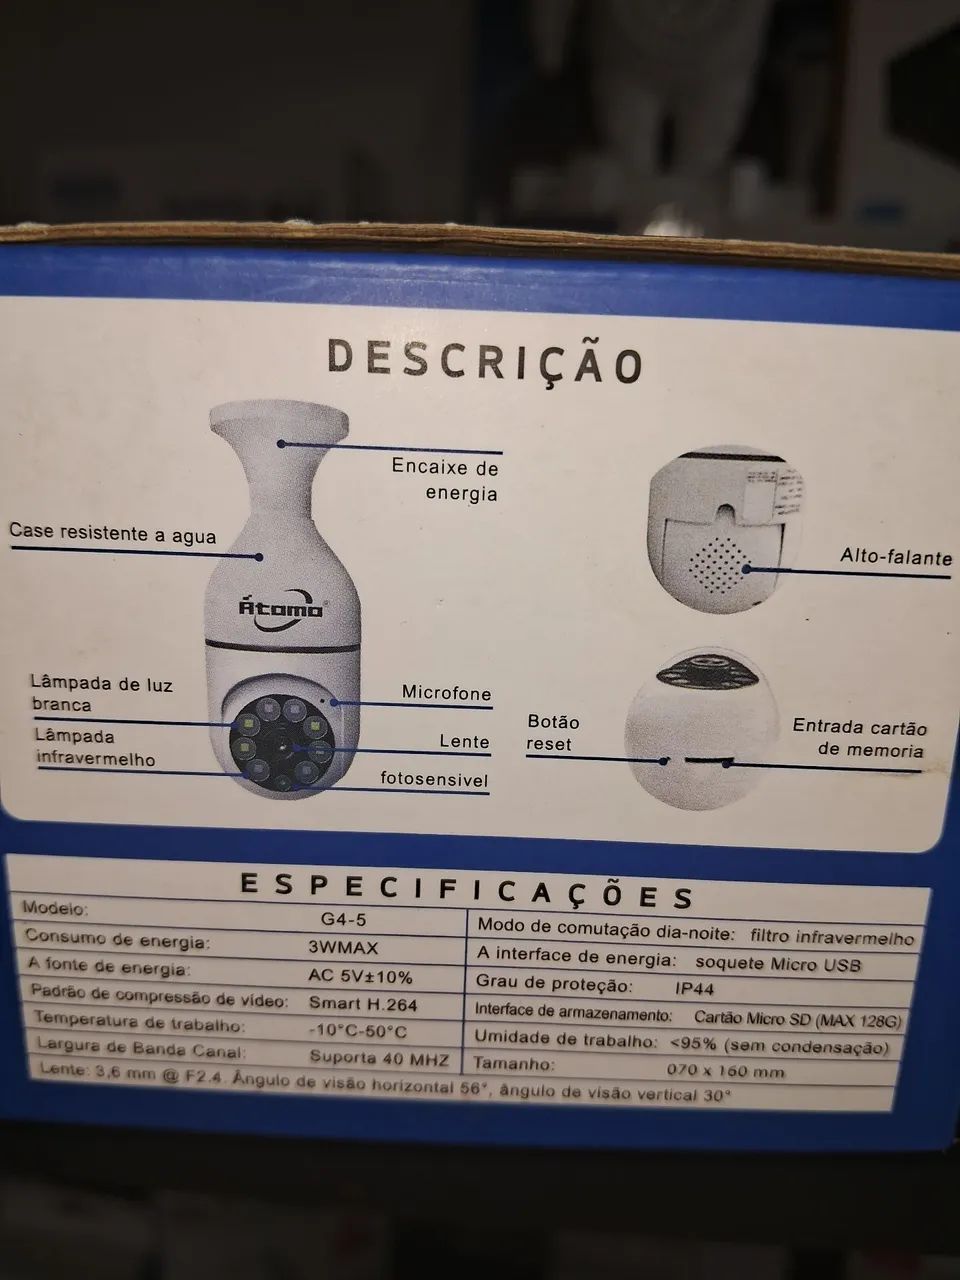 DESCRIÇÃO
Encaixe de
energia
Case resistente a agua
Átomo
Lâmpada de luz
branca
Lâmpada
infravermelho
Microfone
Lente
fotosensivel
Alto-falante
Botão
reset
Entrada cartão
de memoria
ESPECIFICAÇÕES
Modelo: G4-5
Consumo de energia: 3WMAX
A fonte de energia: AC 5V±10%
Padrão de compressão de vídeo: Smart H.264
Temperatura de trabalho: -10°C-50°C
Largura de Banda Canal: Suporta 40 MHZ
Modo de comutação dia-noite: filtro infravermelho
A interface de energia: soquete Micro USB
Grau de proteção: IP44
Interface de armazenamento: Cartão Micro SD (MAX 128G)
Umidade de trabalho: <95% (sem condensação)
Tamanho: 070 x 160 mm
Lente: 3,6 mm @ F2.4. Ângulo de visão horizontal 56°, ângulo de visão vertical 30°